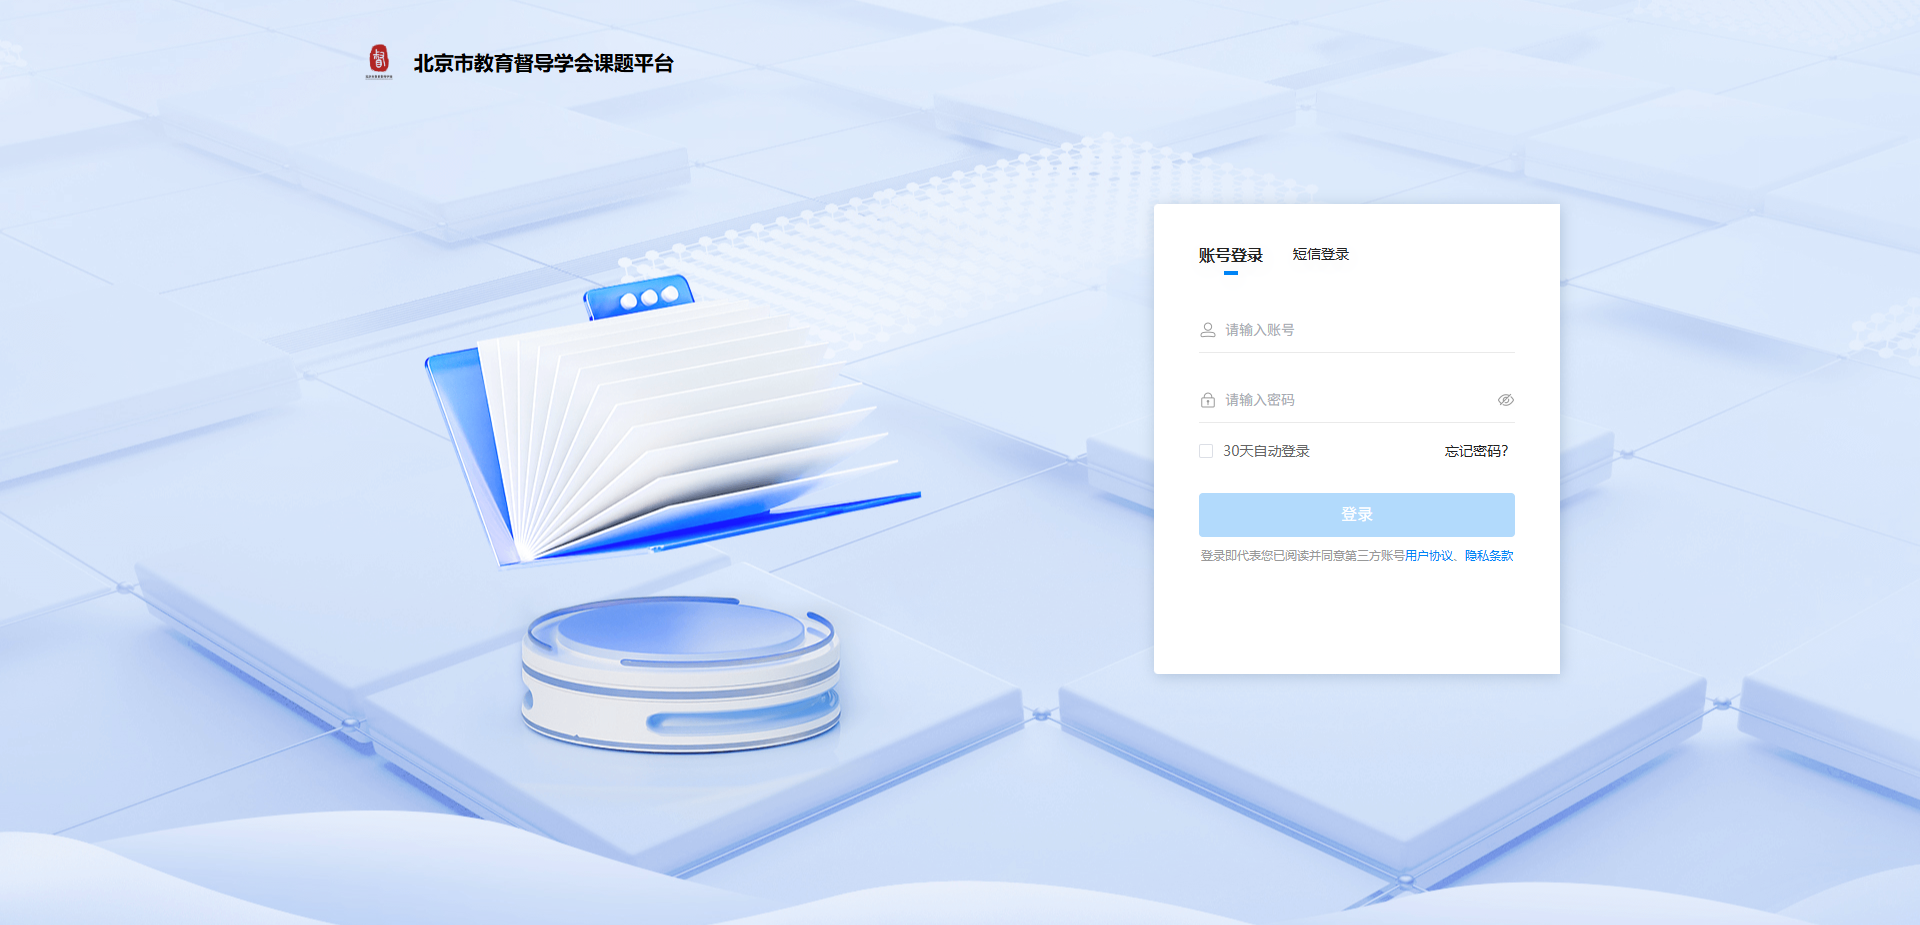 北京市教育督导学会课题平台
账号登录 短信登录
请输入账号
请输入密码
30天自动登录 忘记密码?
登录
登录即代表您已阅读并同意第三方账号用户协议、隐私条款